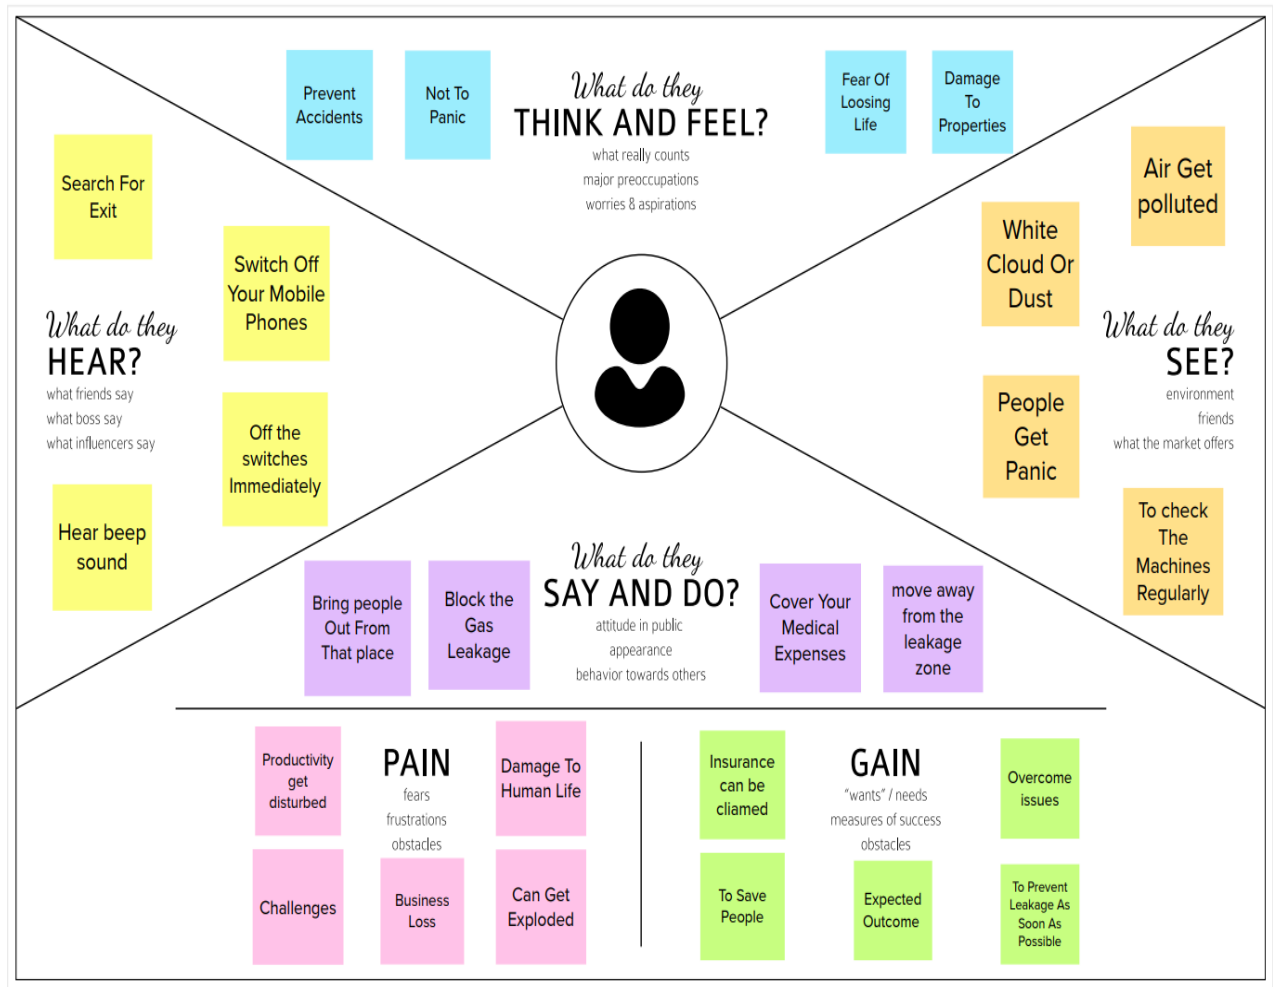 What do they
THINK AND FEEL?
what really counts
major preoccupations
worries & aspirations
Prevent
Accidents
Not To
Panic
Fear Of
Loosing
Life
Damage
To
Properties
What do they
HEAR?
what friends say
what boss say
what influencers say
Search For
Exit
Switch Off
Your Mobile
Phones
Off the
switches
Immediately
Hear beep
sound
What do they
SEE?
environment
friends
what the market offers
Air Get
polluted
White
Cloud Or
Dust
People
Get
Panic
To check
The
Machines
Regularly
What do they
SAY AND DO?
attitude in public
appearance
behavior towards others
Bring people
Out From
That place
Block the
Gas
Leakage
Cover Your
Medical
Expenses
move away
from the
leakage
zone
PAIN
fears
frustrations
obstacles
Productivity
get
disturbed
Damage To
Human Life
Challenges
Business
Loss
Can Get
Exploded
GAIN
“wants” / needs
measures of success
obstacles
Insurance
can be
cliamed
Overcome
issues
To Save
People
Expected
Outcome
To Prevent
Leakage As
Soon As
Possible